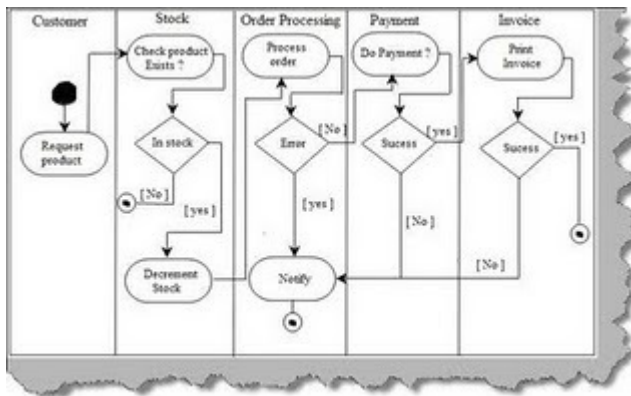 Customer
Stock
Order Processing
Payment
Invoice
Check product
Exists ?
Process
order
Do Payment ?
Print
Invoice
Request
product
In stock
Error
[ No ]
Sucess
[ yes ]
Sucess
[ yes ]
[ No ]
[ yes ]
[ yes ]
[ No ]
[ No ]
Decrement
Stock
Notify